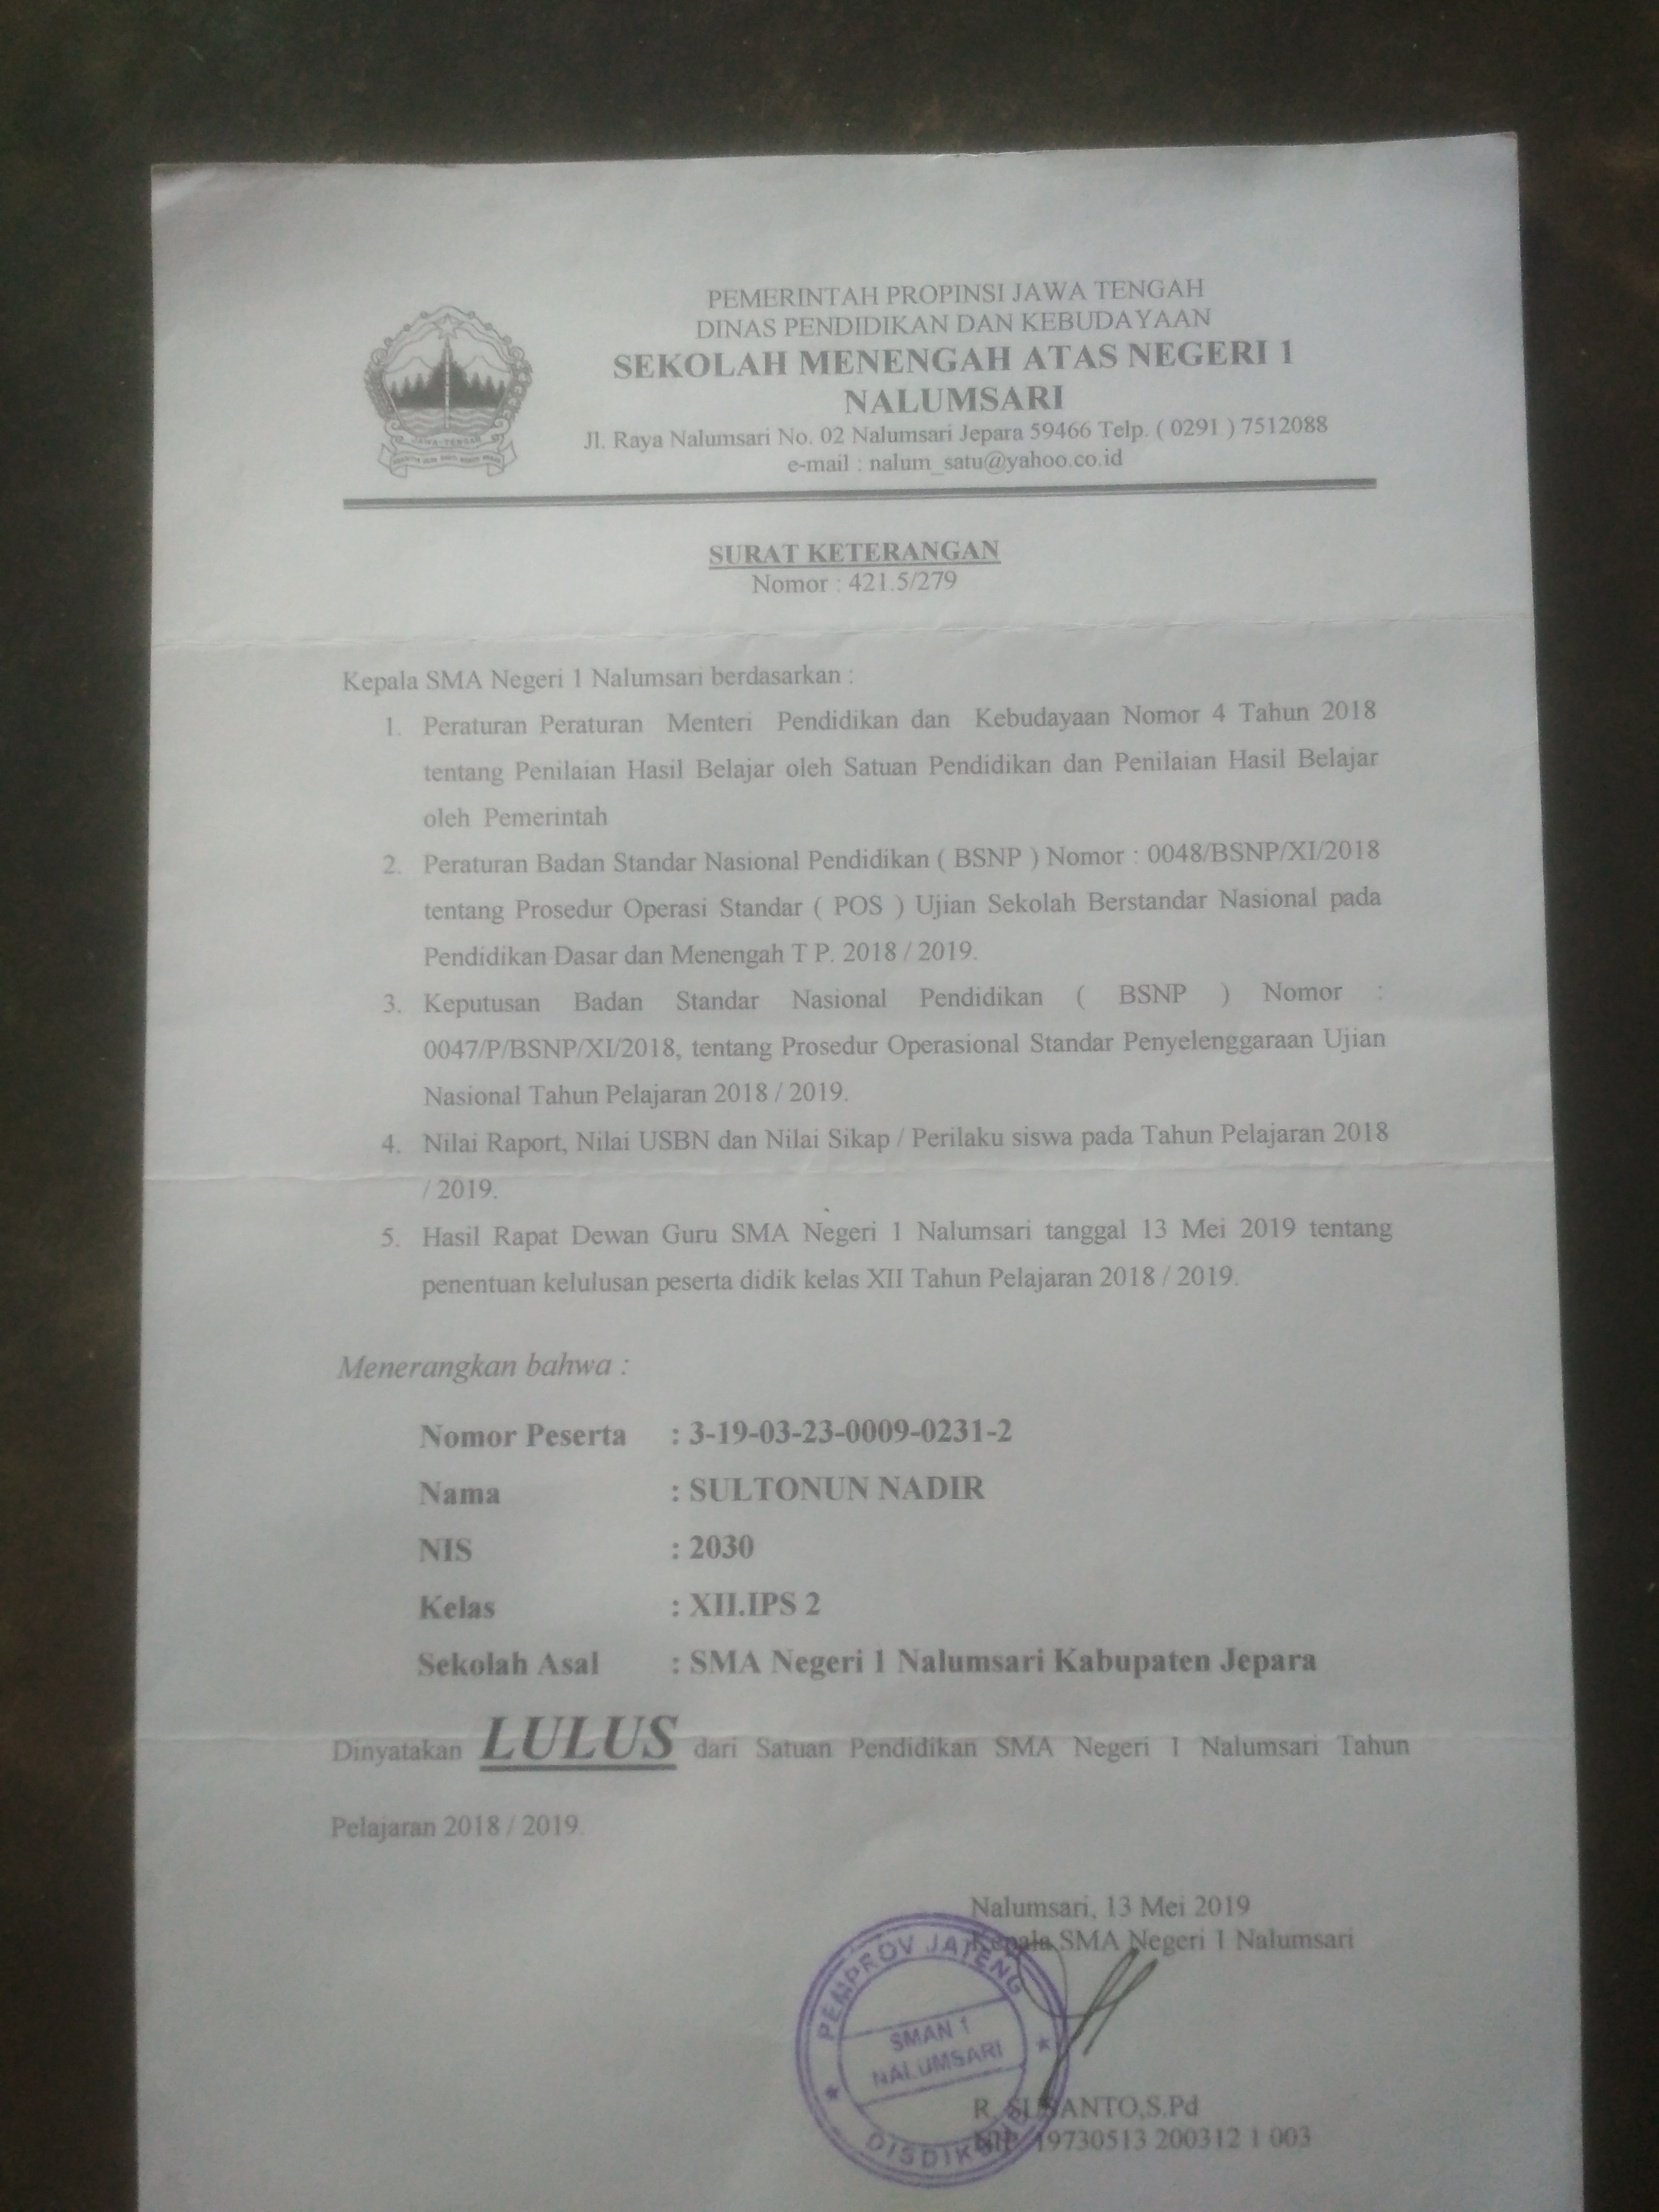 PEMERINTAH PROPINSI JAWA TENGAH
DINAS PENDIDIKAN DAN KEBUDAYAAN
SEKOLAH MENENGAH ATAS NEGERI 1
NALUMSARI
Jl. Raya Nalumsari No. 02 Nalumsari Jepara 59466 Telp. ( 0291 ) 7512088
e-mail : nalum_satu@yahoo.co.id
JAWA-TENGAH
SURAT KETERANGAN
Nomor : 421.5/279
Kepala SMA Negeri 1 Nalumsari berdasarkan :
1. Peraturan Peraturan Menteri Pendidikan dan Kebudayaan Nomor 4 Tahun 2018
tentang Penilaian Hasil Belajar oleh Satuan Pendidikan dan Penilaian Hasil Belajar
oleh Pemerintah
2. Peraturan Badan Standar Nasional Pendidikan ( BSNP ) Nomor : 0048/BSNP/XI/2018
tentang Prosedur Operasi Standar ( POS ) Ujian Sekolah Berstandar Nasional pada
Pendidikan Dasar dan Menengah T P. 2018 / 2019.
3. Keputusan Badan Standar Nasional Pendidikan ( BSNP ) Nomor :
0047/P/BSNP/XI/2018, tentang Prosedur Operasional Standar Penyelenggaraan Ujian
Nasional Tahun Pelajaran 2018 / 2019.
4. Nilai Raport, Nilai USBN dan Nilai Sikap / Perilaku siswa pada Tahun Pelajaran 2018
/ 2019.
5. Hasil Rapat Dewan Guru SMA Negeri 1 Nalumsari tanggal 13 Mei 2019 tentang
penentuan kelulusan peserta didik kelas XII Tahun Pelajaran 2018 / 2019.
Menerangkan bahwa :
Nomor Peserta : 3-19-03-23-0009-0231-2
Nama : SULTONUN NADIR
NIS : 2030
Kelas : XII.IPS 2
Sekolah Asal : SMA Negeri 1 Nalumsari Kabupaten Jepara
Dinyatakan LULUS dari Satuan Pendidikan SMA Negeri 1 Nalumsari Tahun
Pelajaran 2018 / 2019.
Nalumsari, 13 Mei 2019
Kepala SMA Negeri 1 Nalumsari
PEMPROV JATENG
SMAN 1
NALUMSARI
R. SUSANTO,S.Pd
NIP. 19730513 200312 1 003